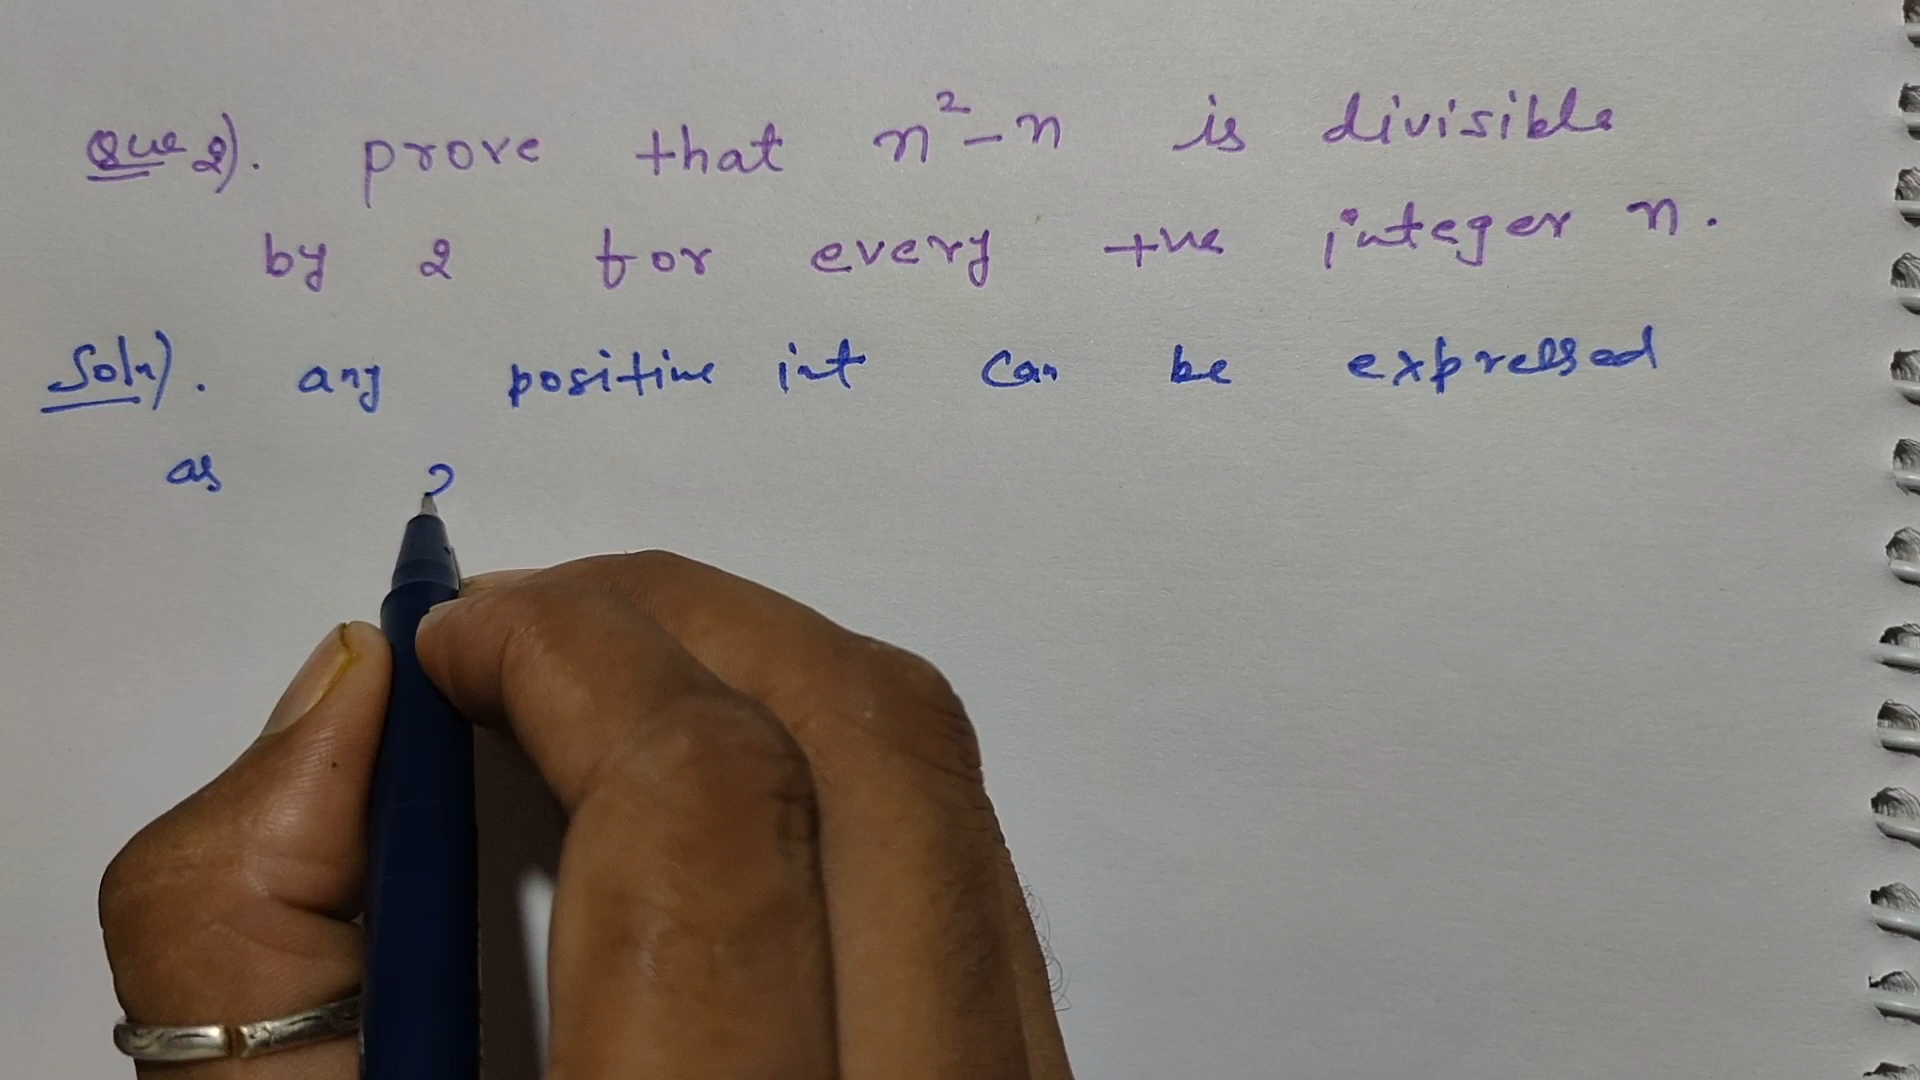 Que 2). prove that n²-n is divisible
by 2 for every +ve integer n.
Soln). any positive int can be expressed
as 2